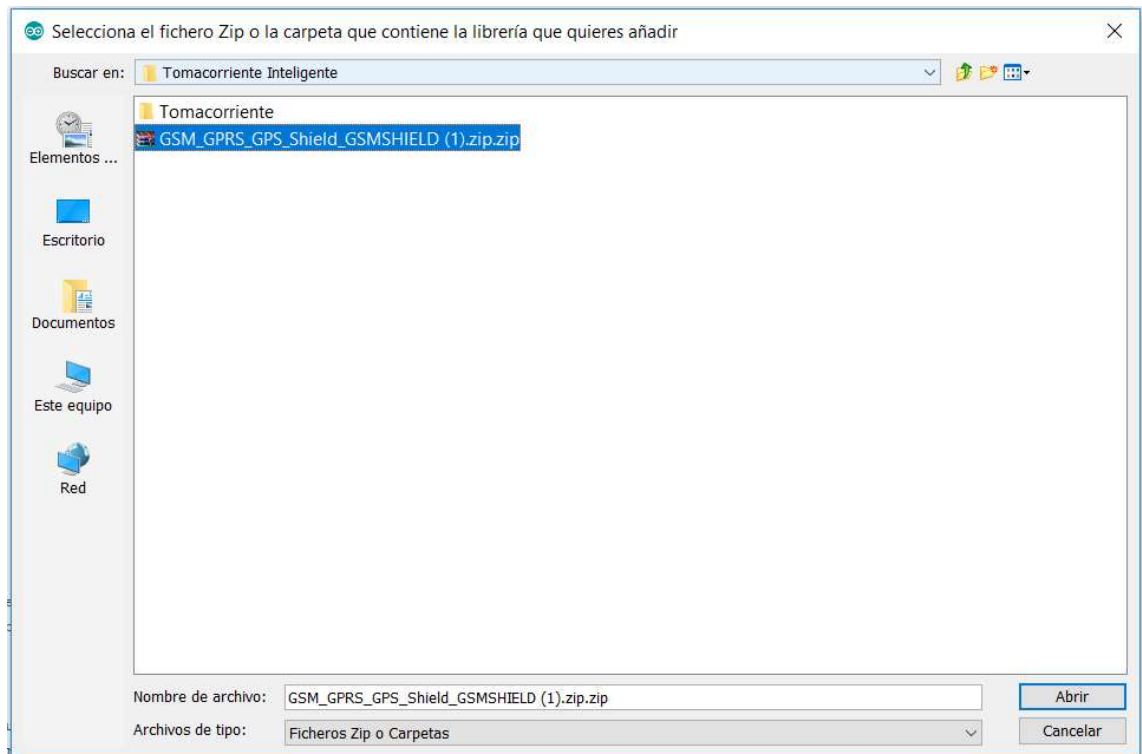 Selecciona el fichero Zip o la carpeta que contiene la librería que quieres añadir
Buscar en: Tomacorriente Inteligente
Tomacorriente
GSM_GPRS_GPS_Shield_GSMSHIELD (1).zip.zip
Elementos ...
Escritorio
Documentos
Este equipo
Red
Nombre de archivo: GSM_GPRS_GPS_Shield_GSMSHIELD (1).zip.zip Abrir
Archivos de tipo: Ficheros Zip o Carpetas Cancelar